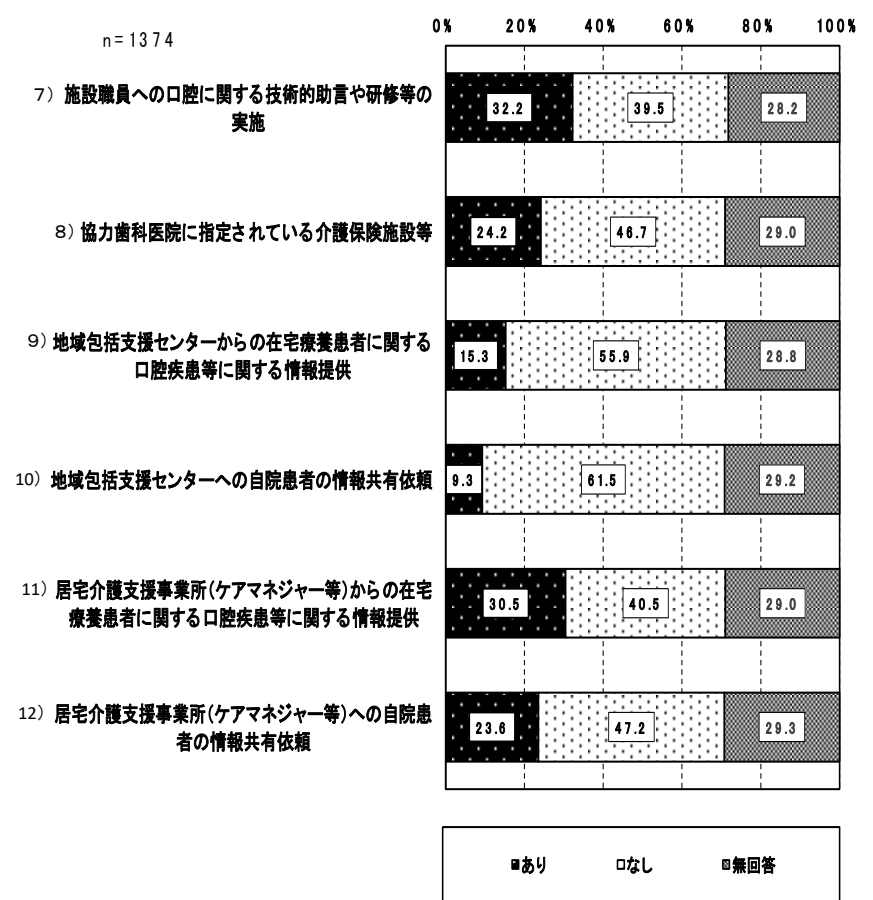 0% 20% 40% 60% 80% 100%
n=1374
7) 施設職員への口腔に関する技術的助言や研修等の
実施
32.2 39.5 28.2
8) 協力歯科医院に指定されている介護保険施設等
24.2 46.7 29.0
9) 地域包括支援センターからの在宅療養患者に関する
口腔疾患等に関する情報提供
15.3 55.9 28.8
10) 地域包括支援センターへの自院患者の情報共有依頼
9.3 61.5 29.2
11) 居宅介護支援事業所(ケアマネジャー等)からの在宅
療養患者に関する口腔疾患等に関する情報提供
30.5 40.5 29.0
12) 居宅介護支援事業所(ケアマネジャー等)への自院患
者の情報共有依頼
23.6 47.2 29.3
あり なし 無回答